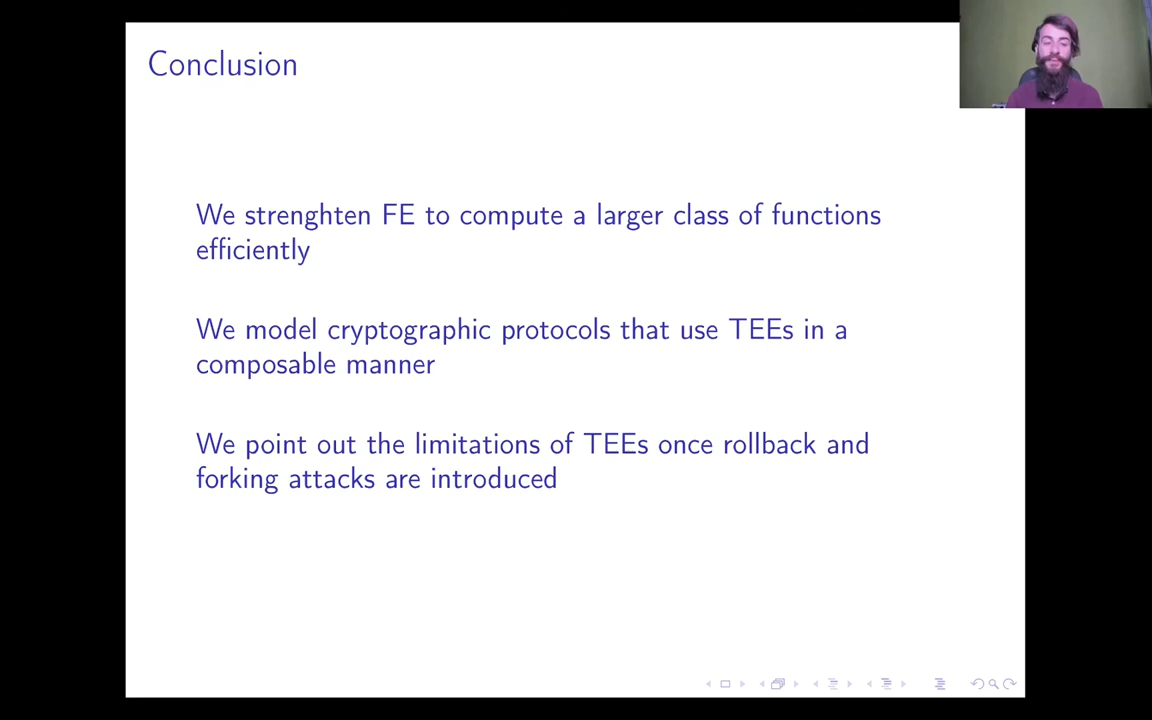 Conclusion
We strenghten FE to compute a larger class of functions
efficiently
We model cryptographic protocols that use TEEs in a
composable manner
We point out the limitations of TEEs once rollback and
forking attacks are introduced